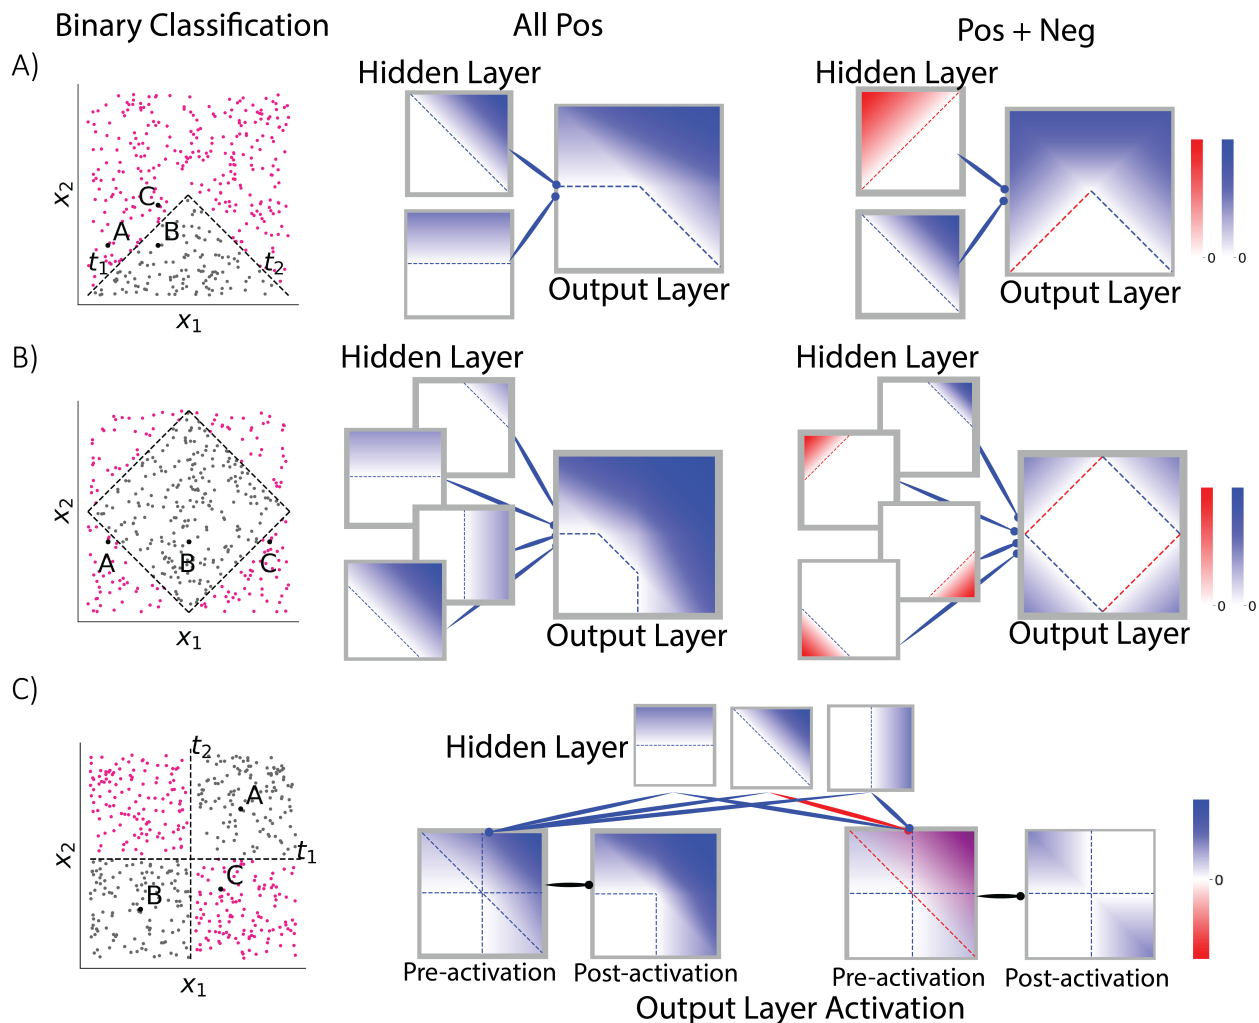 Binary Classification
All Pos
Pos + Neg
A)
Hidden Layer
Hidden Layer
x2
C
A
B
t1
t2
x1
Output Layer
Output Layer
0
0
B)
Hidden Layer
Hidden Layer
x2
A
B
C
x1
Output Layer
Output Layer
0
0
C)
Hidden Layer
t2
A
t1
x2
B
C
x1
0
Pre-activation
Post-activation
Pre-activation
Post-activation
Output Layer Activation